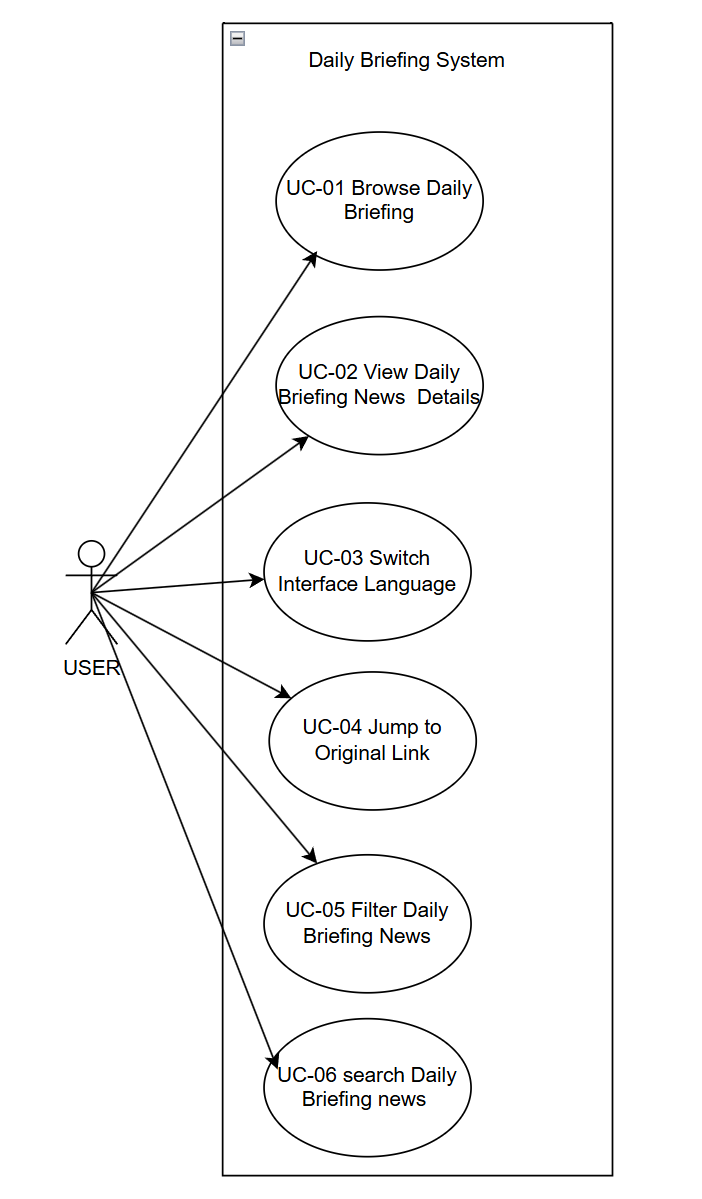 Daily Briefing System
UC-01 Browse Daily
Briefing
UC-02 View Daily
Briefing News  Details
UC-03 Switch
Interface Language
USER
UC-04 Jump to
Original Link
UC-05 Filter Daily
Briefing News
UC-06 search Daily
Briefing news